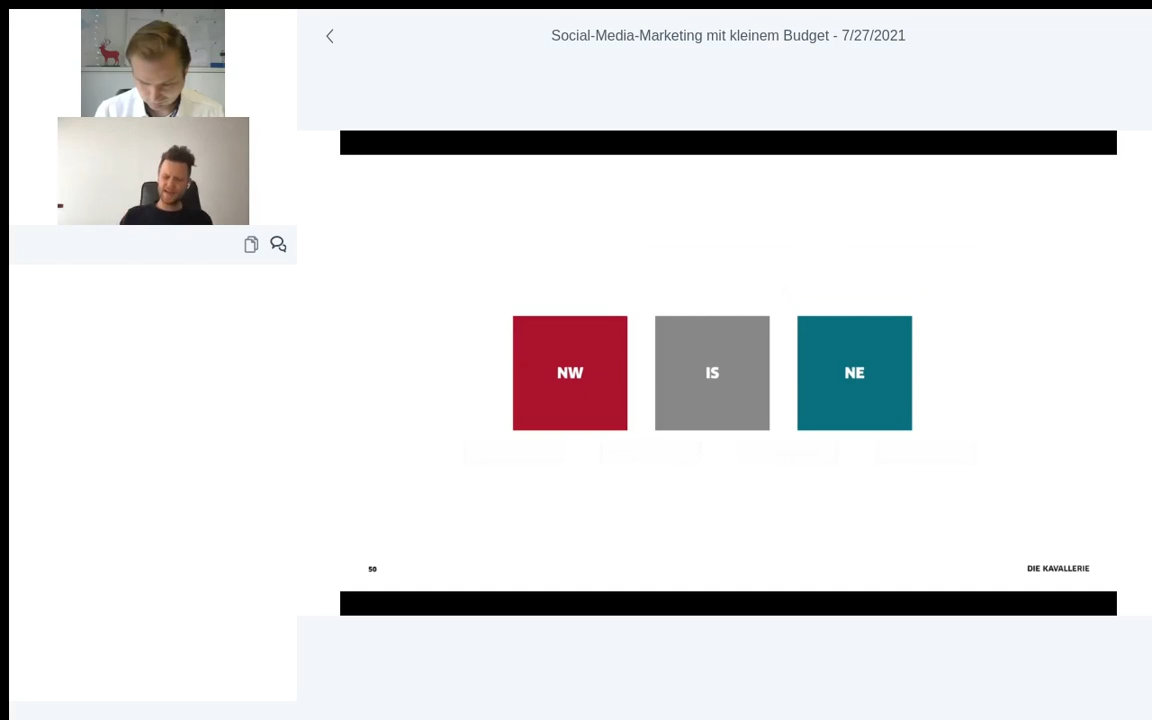 Social-Media-Marketing mit kleinem Budget - 7/27/2021
NW
IS
NE
50
DIE KAVALLERIE